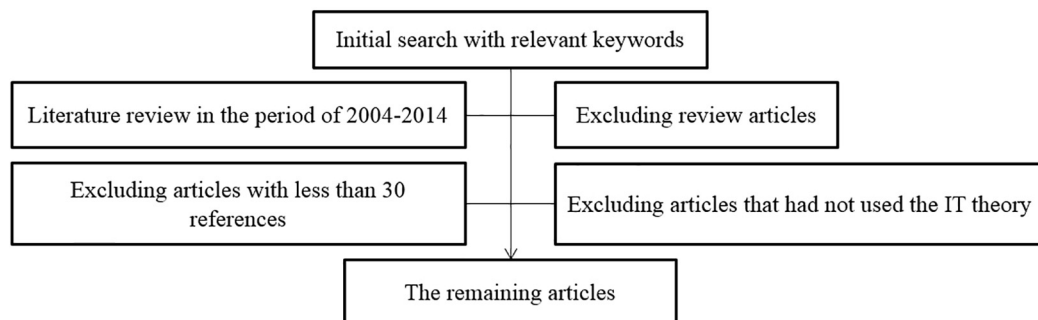 Initial search with relevant keywords
Literature review in the period of 2004-2014
Excluding review articles
Excluding articles with less than 30
references
Excluding articles that had not used the IT theory
The remaining articles